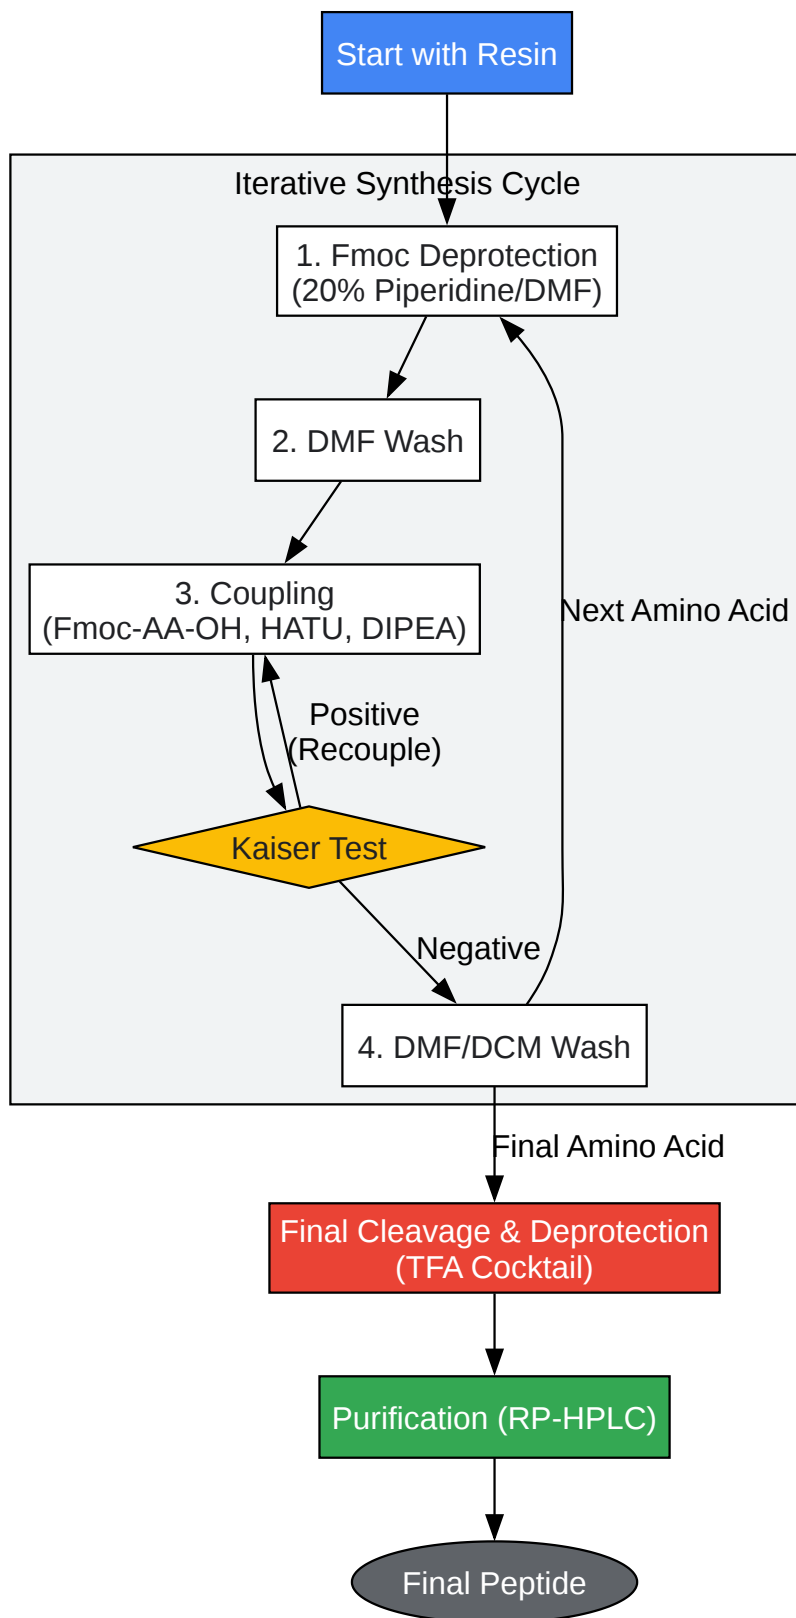 Start with Resin
Iterative Synthesis Cycle
1. Fmoc Deprotection
(20% Piperidine/DMF)
2. DMF Wash
3. Coupling
(Fmoc-AA-OH, HATU, DIPEA)
Next Amino Acid
Positive
(Recouple)
Kaiser Test
Negative
4. DMF/DCM Wash
Final Amino Acid
Final Cleavage & Deprotection
(TFA Cocktail)
Purification (RP-HPLC)
Final Peptide